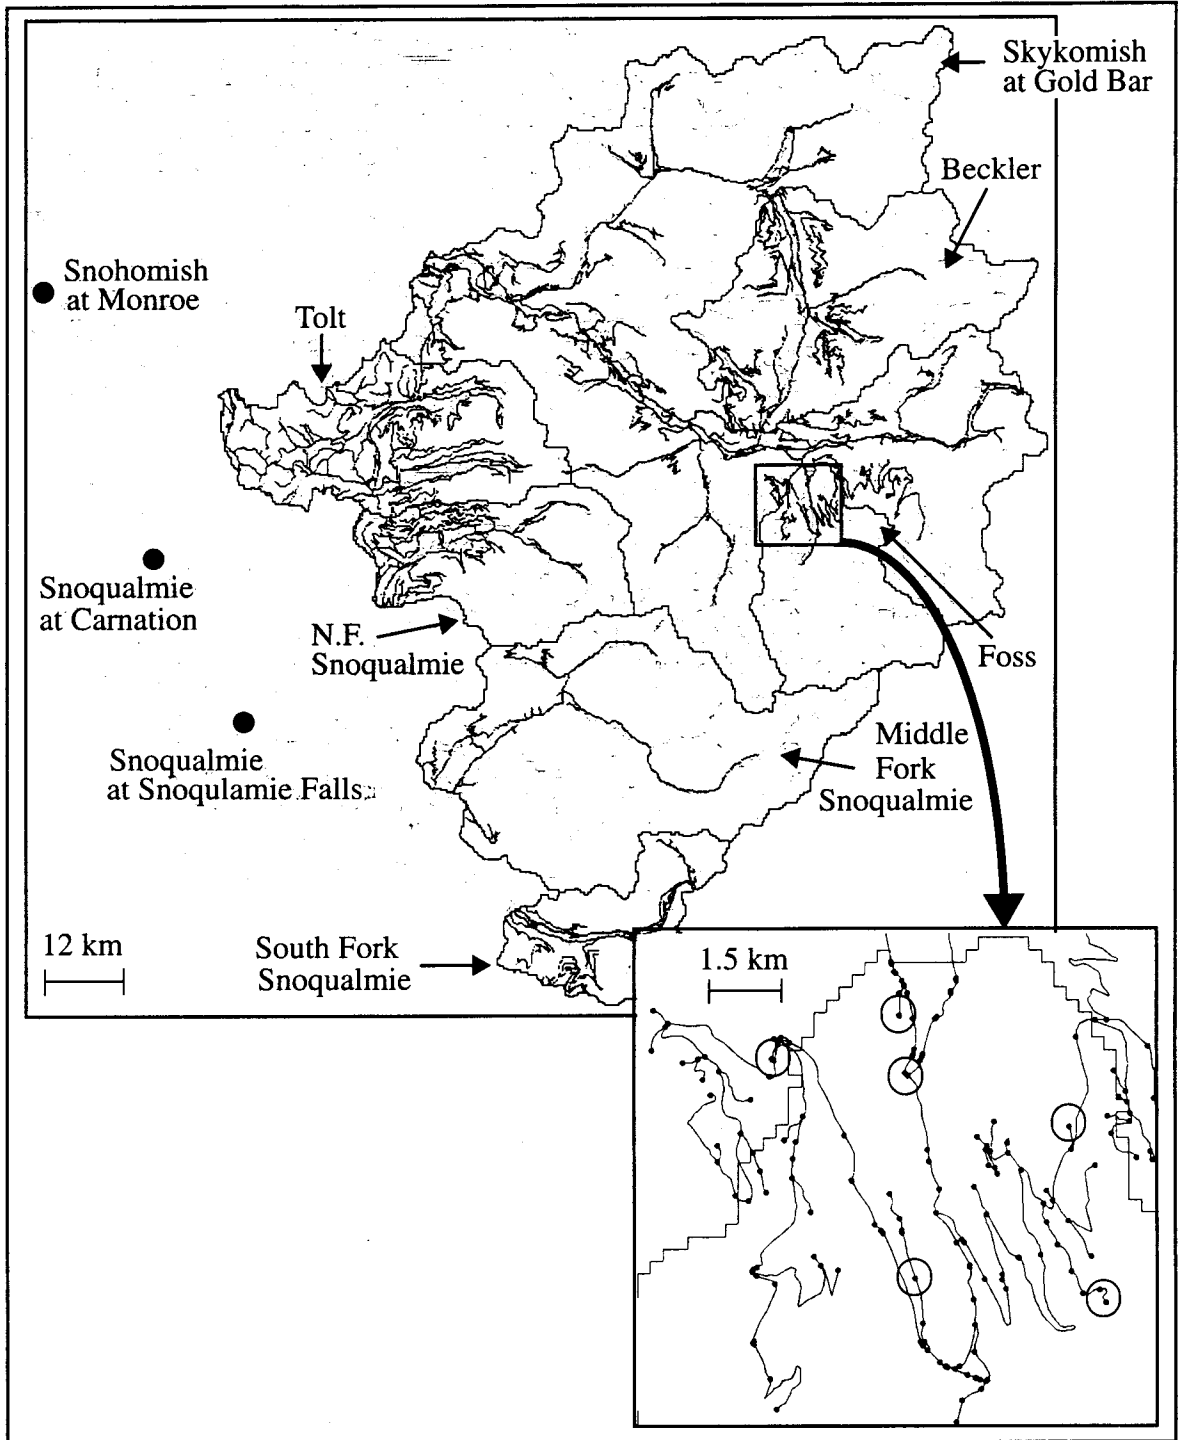 Skykomish
at Gold Bar
Beckler
Snohomish
at Monroe
Tolt
Snoqualmie
at Carnation
N.F.
Snoqualmie
Foss
Snoqualmie
at Snoqulamie Falls
Middle
Fork
Snoqualmie
12 km
South Fork
Snoqualmie
1.5 km